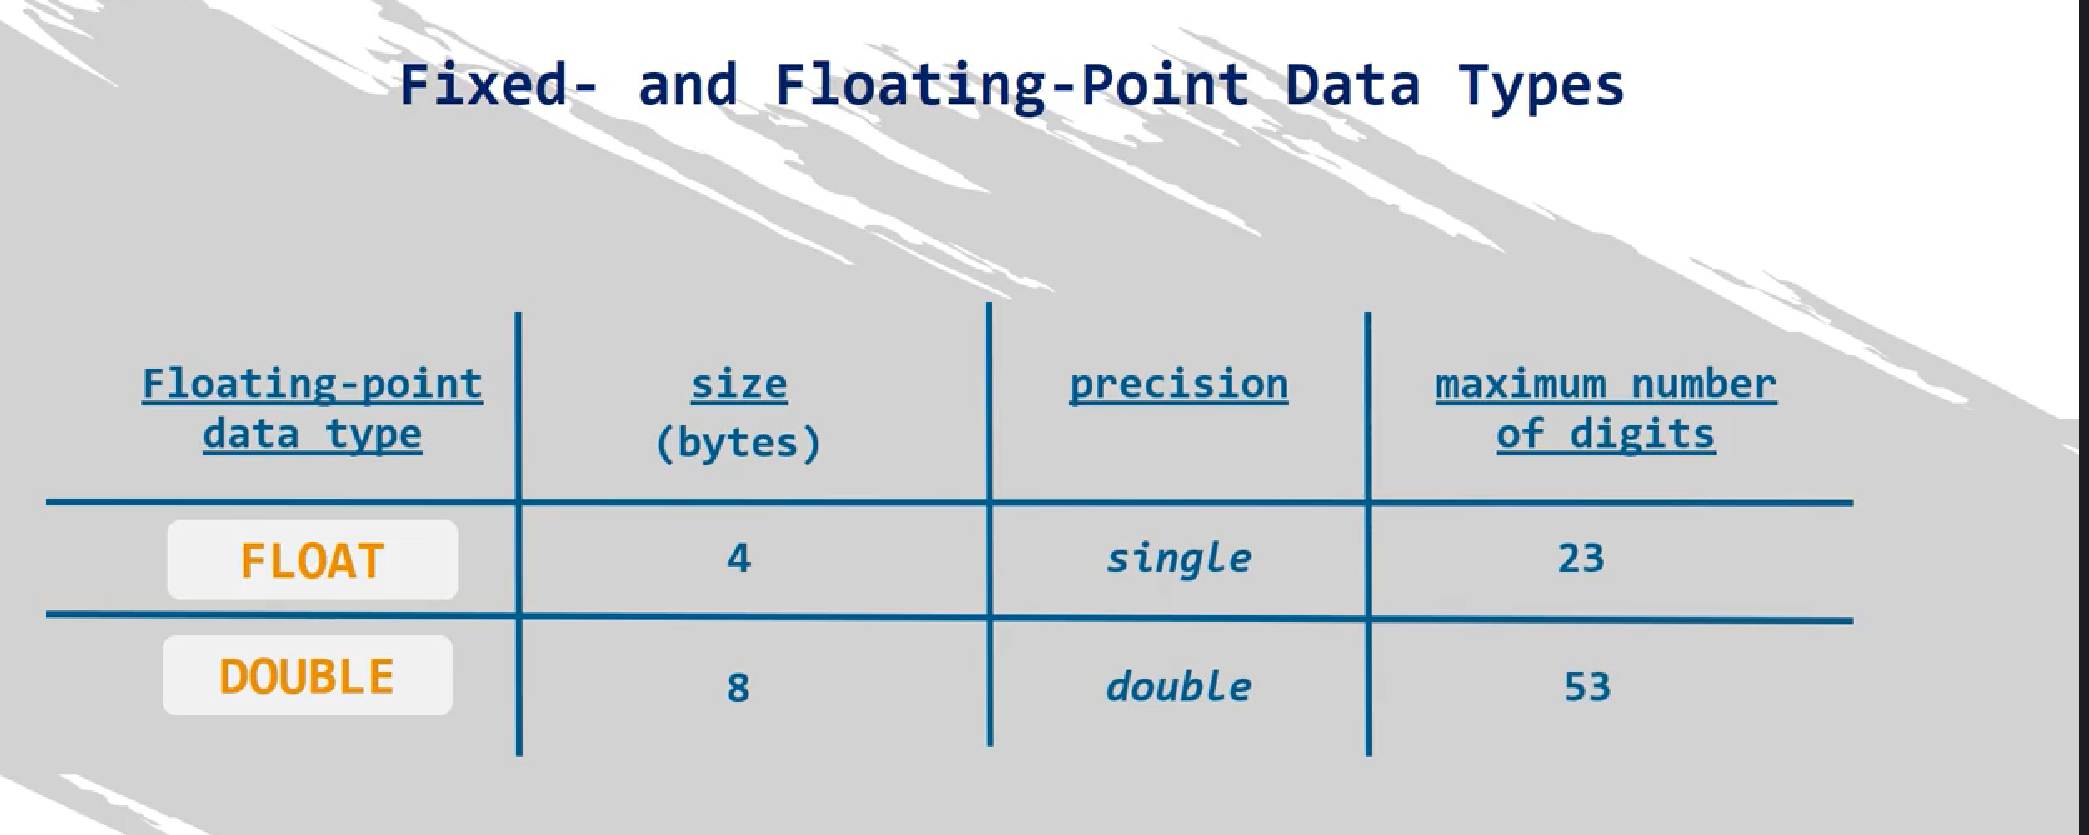 Fixed- and Floating-Point Data Types
Floating-point
data type
size
(bytes)
precision
maximum number
of digits
FLOAT
4
single
23
DOUBLE
8
double
53